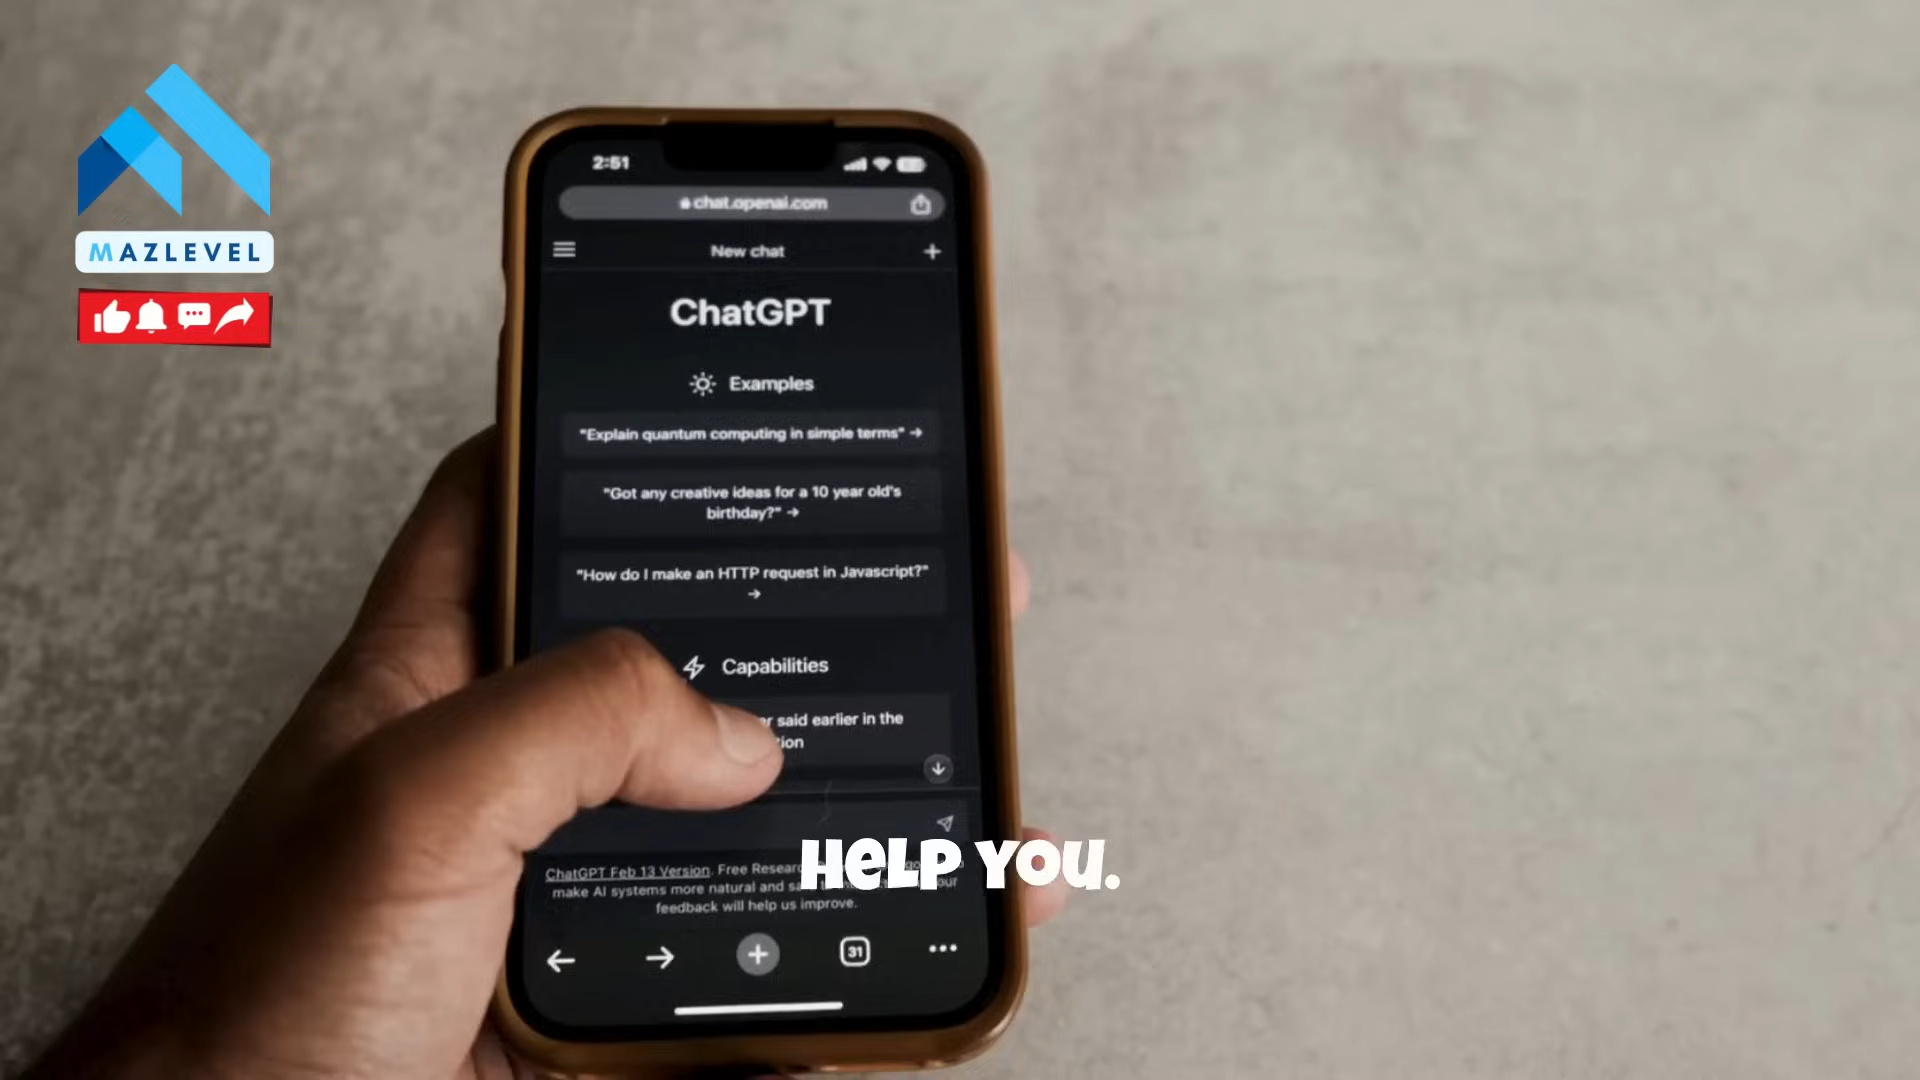 MAZLEVEL
2:51
chat.openai.com
New chat
ChatGPT
Examples
"Explain quantum computing in simple terms" →
"Got any creative ideas for a 10 year old's
birthday?" →
"How do I make an HTTP request in Javascript?"
→
Capabilities
said earlier in the
ChatGPT Feb 13 Version. Free
make AI systems more natural and
feedback will help us improve.
HELP YOU.
31